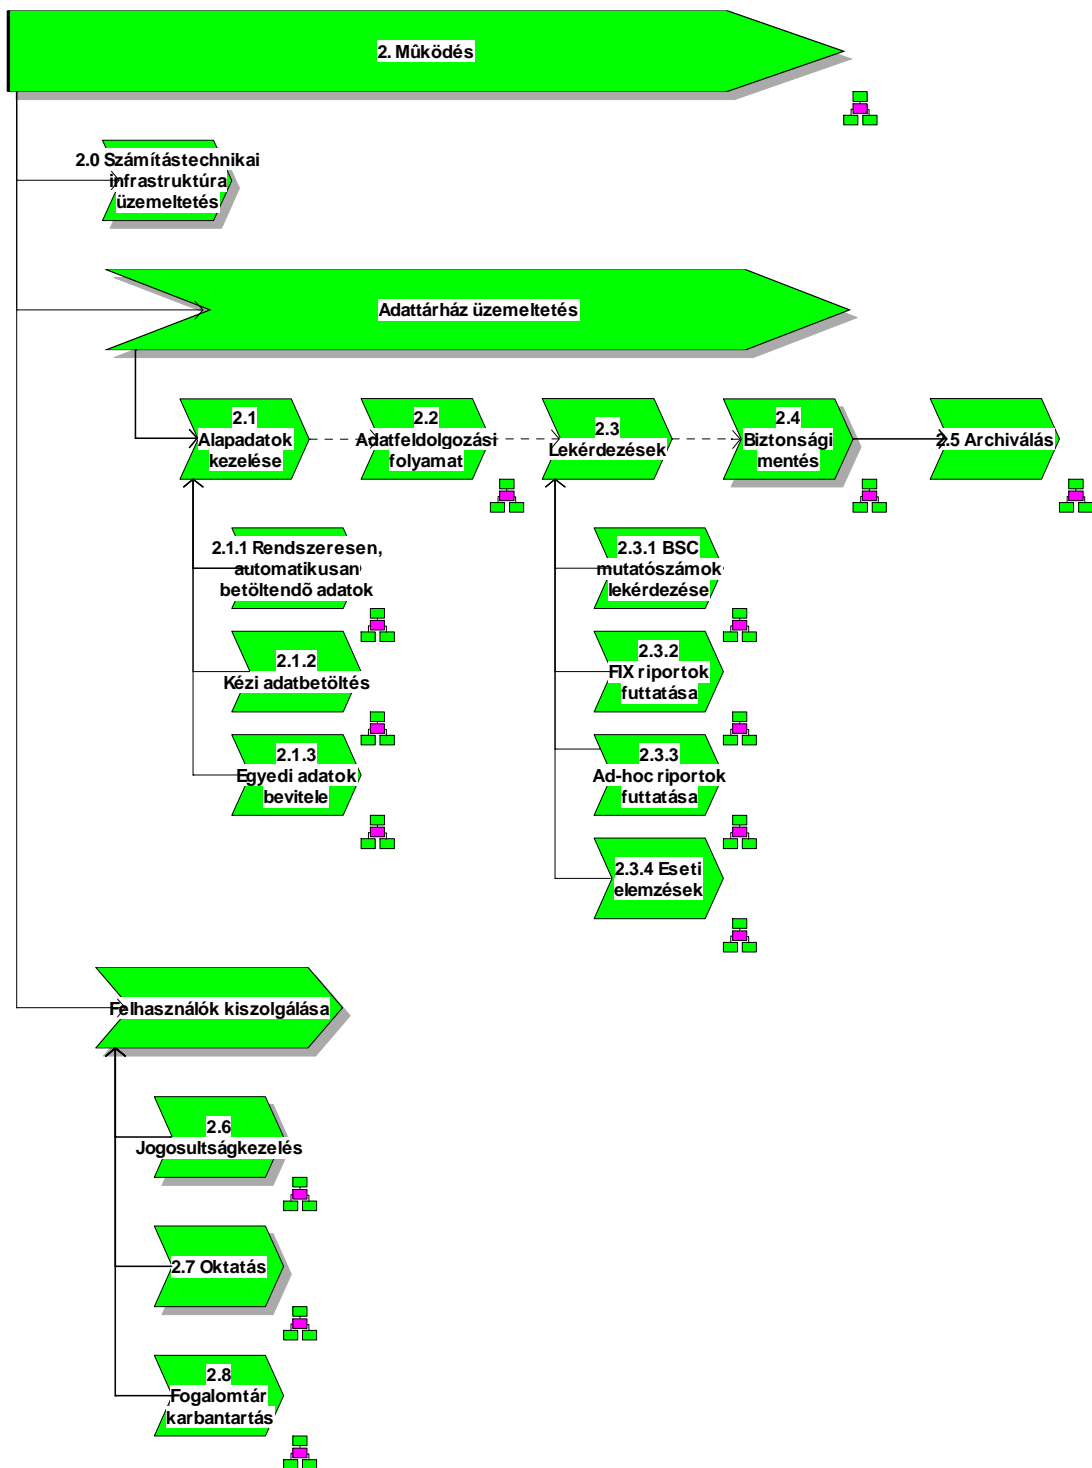 2. Mûködés
2.0 Számítástechnikai
infrastruktúra
üzemeltetés
Adattárház üzemeltetés
2.1
Alapadatok
kezelése
2.2
Adatfeldolgozási
folyamat
2.3
Lekérdezések
2.4
Biztonsági
mentés
2.5 Archiválás
2.1.1 Rendszeresen,
automatikusan
betöltendõ adatok
2.1.2
Kézi adatbetöltés
2.1.3
Egyedi adatok
bevitele
2.3.1 BSC
mutatószámok
lekérdezése
2.3.2
FIX riportok
futtatása
2.3.3
Ad-hoc riportok
futtatása
2.3.4 Eseti
elemzések
Felhasználók kiszolgálása
2.6
Jogosultságkezelés
2.7 Oktatás
2.8
Fogalomtár
karbantartás